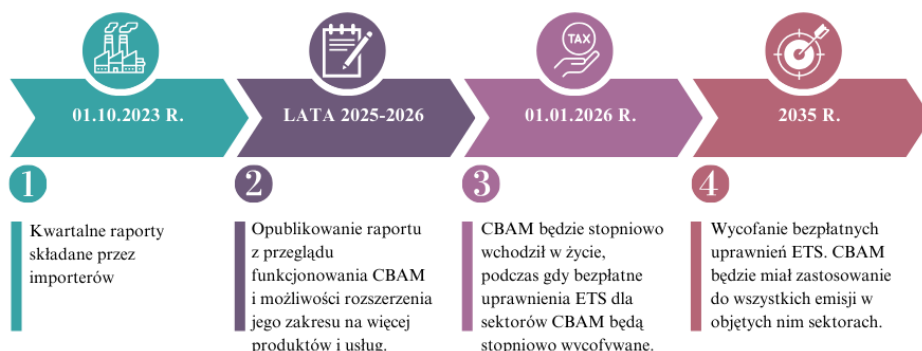 TAX
01.10.2023 R.
LATA 2025-2026
01.01.2026 R.
2035 R.
1
Kwartalne raporty
składane przez
importerów
2
Opublikowanie raportu
z przeglądu
funkcjonowania CBAM
i możliwości rozszerzenia
jego zakresu na więcej
produktów i usług.
3
CBAM będzie stopniowo
wchodził w życie,
podczas gdy bezpłatne
uprawnienia ETS dla
sektorów CBAM będą
stopniowo wycofywane.
4
Wycofanie bezpłatnych
uprawnień ETS. CBAM
będzie miał zastosowanie
do wszystkich emisji w
objętych nim sektorach.